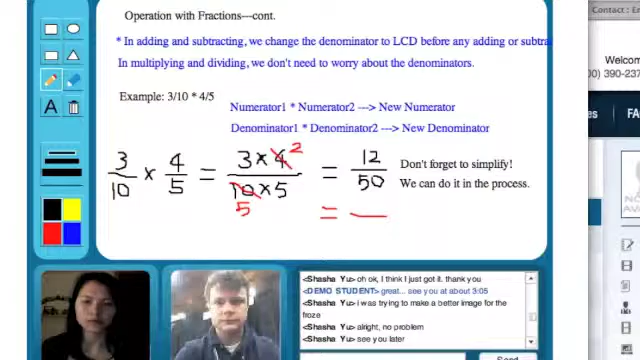 Operation with Fractions---cont.
* In adding and subtracting, we change the denominator to LCD before any adding or subtra
In multiplying and dividing, we don't need to worry about the denominators.
Example: 3/10 * 4/5
Numerator1 * Numerator2 ---> New Numerator
Denominator1 * Denominator2 ---> New Denominator
3/10 × 4/5 = 3 × 4 2/10 × 5 5 = 12/50
Don't forget to simplify!
We can do it in the process.
=
A
<Shasha Yu> oh ok, I think I just got it. thank you
<DEMO STUDENT> great... see you at about 3:05
<Shasha Yu> i was trying to make a better image for the
froze
<Shasha Yu> alright, no problem
<Shasha Yu> see you later
Send
Contact
Welcom
(800) 390-237
FA